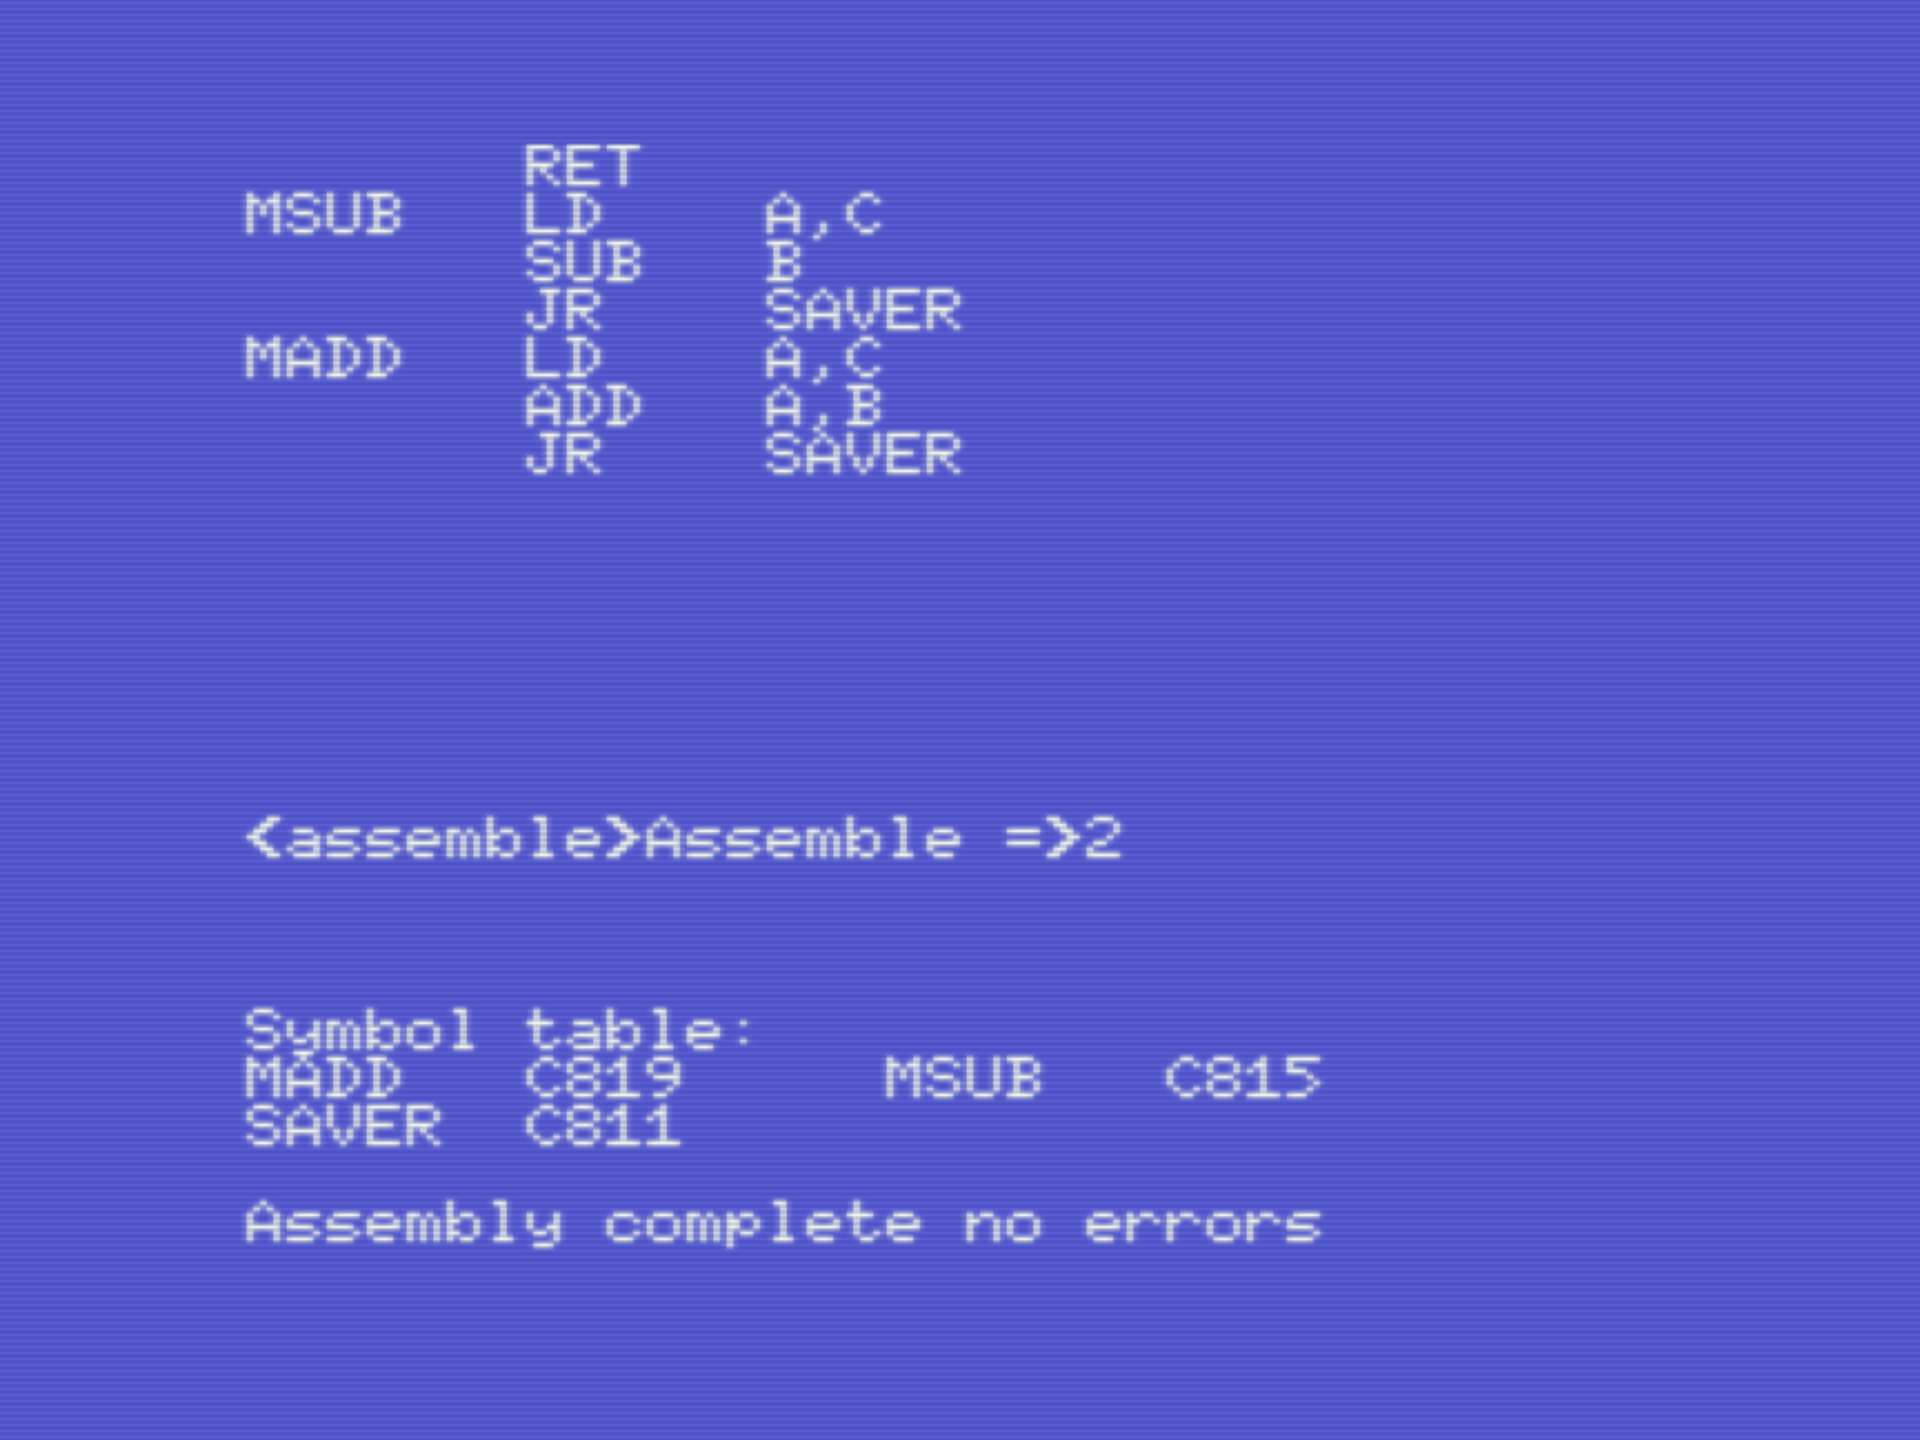 RET
MSUB LD A,C
SUB B
JR SAVER
MADD LD A,C
ADD A,B
JR SAVER
<assemble>Assemble =>2
Symbol table:
MADD C819 MSUB C815
SAVER C811
Assembly complete no errors